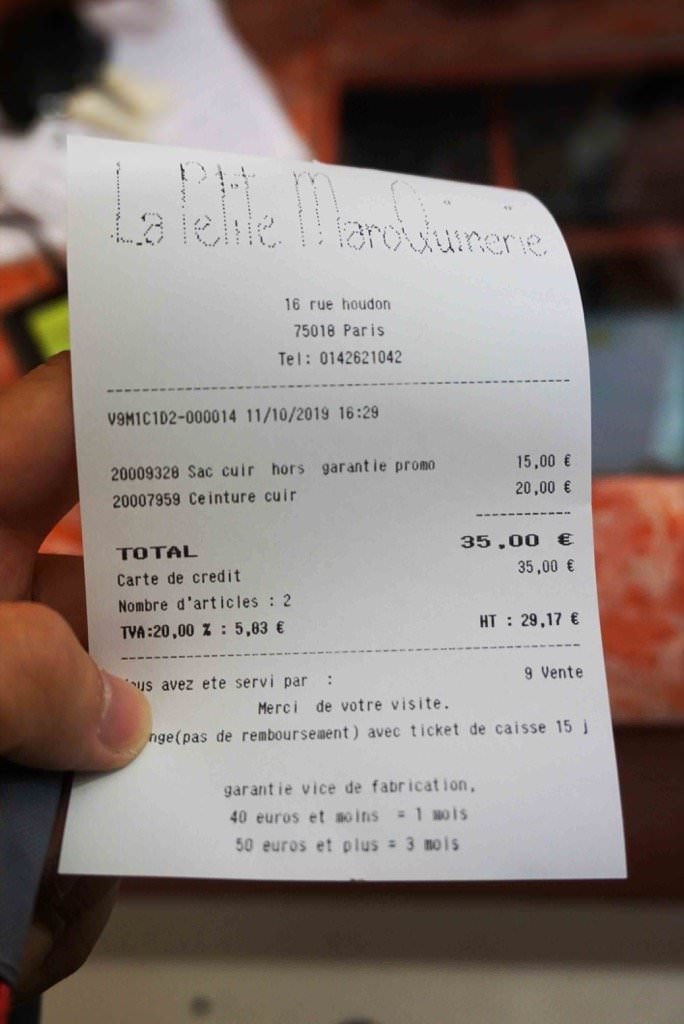 La Petite MaroQuinerie
16 rue houdon
75018 Paris
Tel: 0142621042
V9M1C1D2-000014 11/10/2019 16:29
20009328 Sac cuir hors garantie promo 15,00 €
20007959 Ceinture cuir 20,00 €
TOTAL 35,00 €
Carte de credit 35,00 €
Nombre d'articles : 2
TVA:20,00 % : 5,83 € HT : 29,17 €
ous avez ete servi par : 9 Vente
Merci de votre visite.
nge(pas de remboursement) avec ticket de caisse 15 j
garantie vice de fabrication,
40 euros et moins = 1 mois
50 euros et plus = 3 mois